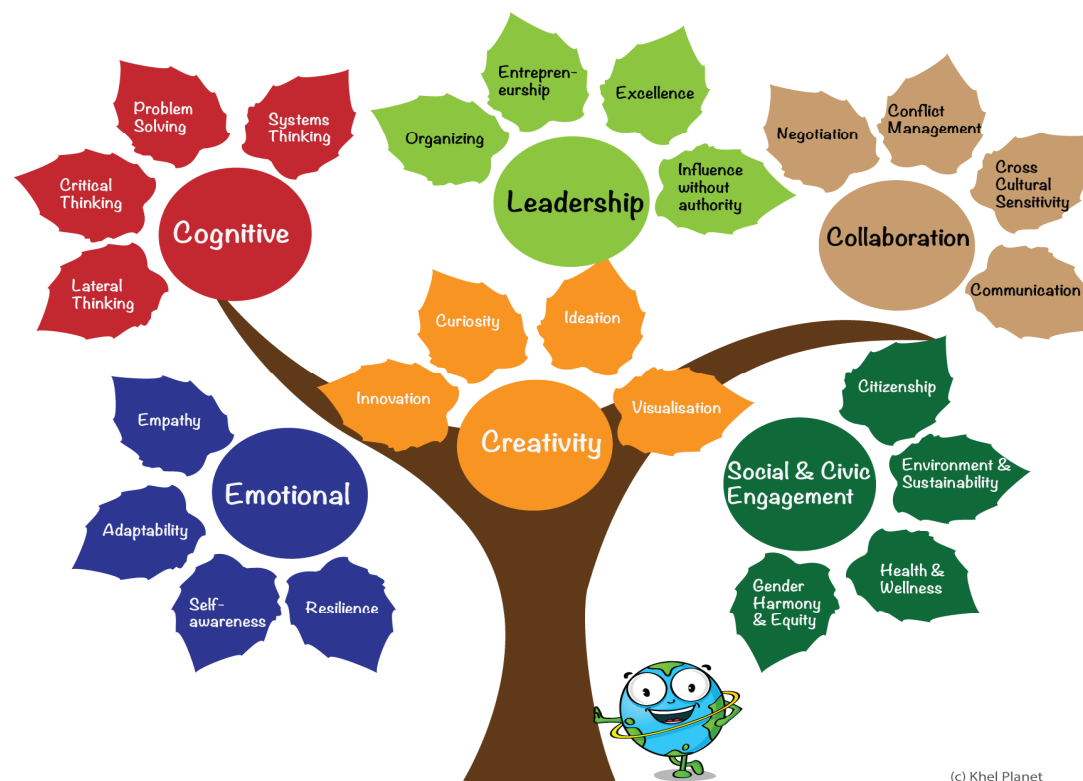 Cognitive
Lateral
Thinking
Critical
Thinking
Problem
Solving
Systems
Thinking
Leadership
Organizing
Entrepren-
eurship
Excellence
Influence
without
authority
Collaboration
Negotiation
Conflict
Management
Cross
Cultural
Sensitivity
Communication
Creativity
Innovation
Curiosity
Ideation
Visualisation
Emotional
Empathy
Adaptability
Self-
awareness
Resilience
Social & Civic
Engagement
Citizenship
Environment &
Sustainability
Health &
Wellness
Gender
Harmony
& Equity
(c) Khel Planet